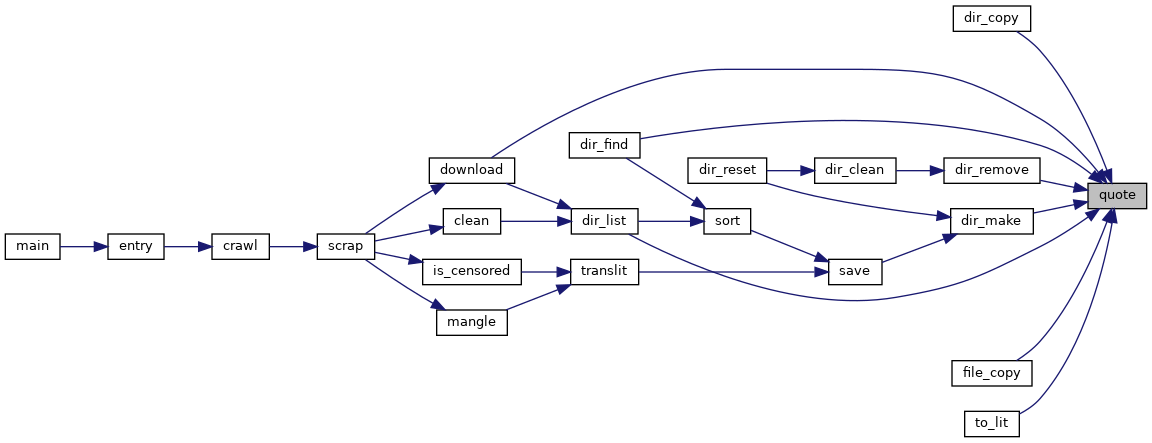 dir_copy
dir_find
download
dir_reset
dir_clean
dir_remove
quote
clean
dir_list
sort
dir_make
main
entry
crawl
scrap
is_censored
translit
save
mangle
file_copy
to_lit